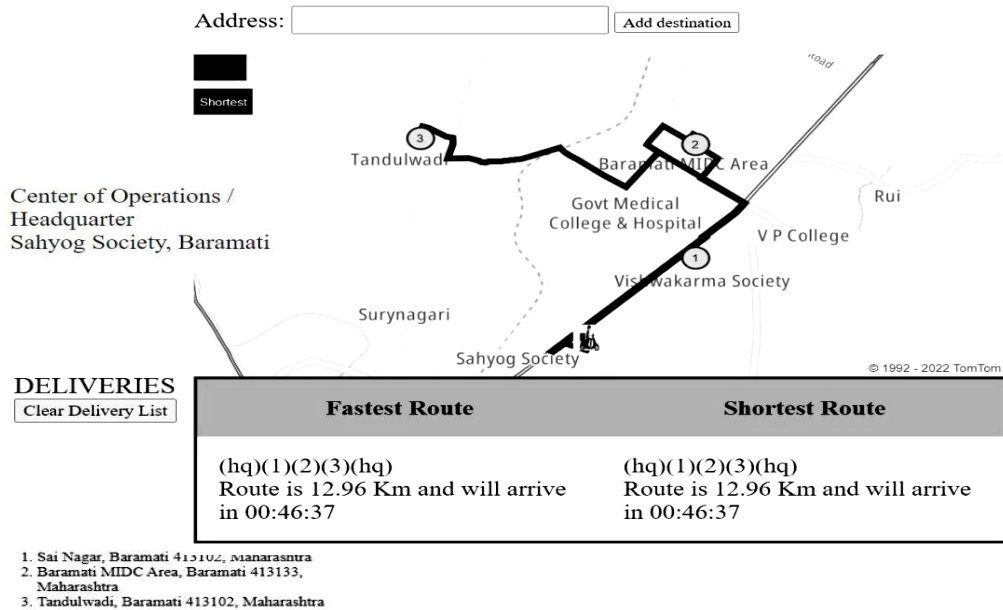 Address:
Add destination
Road
Shortest
3
Tandulwadi
2
Baramati MIDC Area
Center of Operations /
Headquarter
Sahyog Society, Baramati
Govt Medical
College & Hospital
Rui
V P College
1
Vishwakarma Society
Surynagari
Sahyog Society
© 1992 - 2022 TomTom.
DELIVERIES
Clear Delivery List
Fastest Route
Shortest Route
(hq)(1)(2)(3)(hq)
Route is 12.96 Km and will arrive
in 00:46:37
(hq)(1)(2)(3)(hq)
Route is 12.96 Km and will arrive
in 00:46:37
1. Sai Nagar, Baramati 413102, Maharashtra
2. Baramati MIDC Area, Baramati 413133,
Maharashtra
3. Tandulwadi, Baramati 413102, Maharashtra